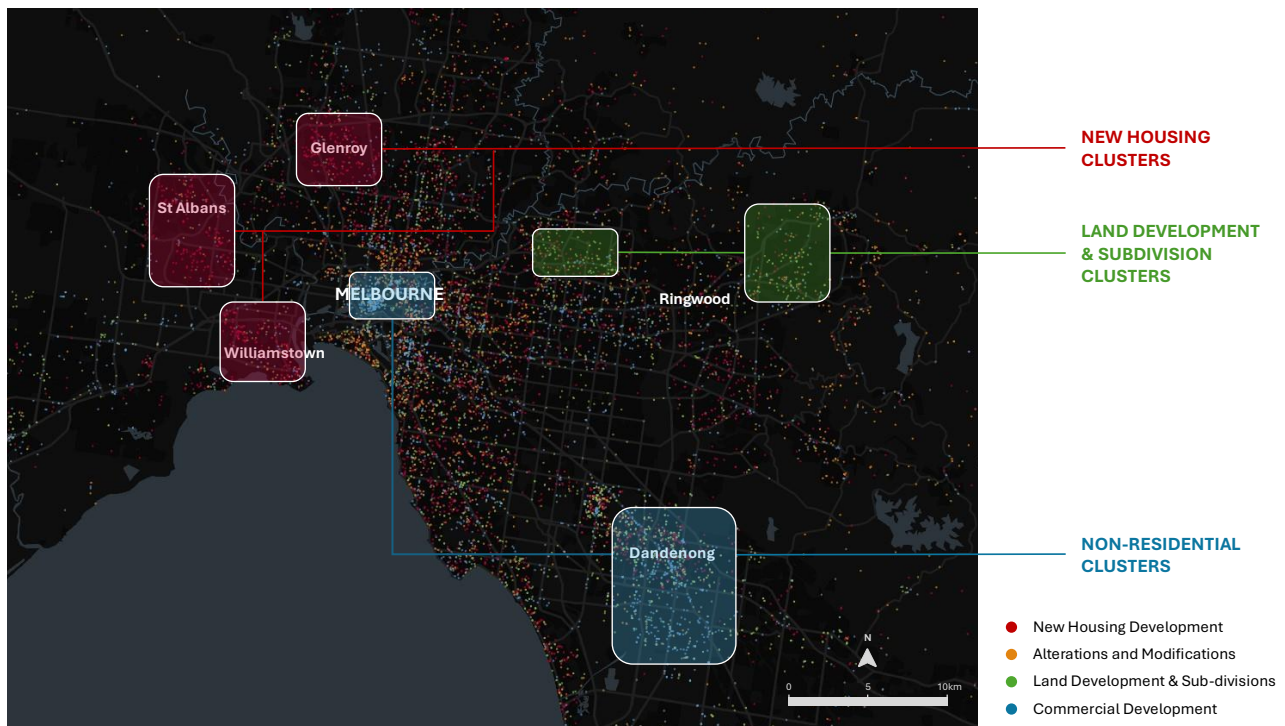 Glenroy
NEW HOUSING
CLUSTERS
St Albans
LAND DEVELOPMENT
& SUBDIVISION
CLUSTERS
MELBOURNE
Ringwood
Williamstown
Dandenong
NON-RESIDENTIAL
CLUSTERS
N
0 5 10km
New Housing Development
Alterations and Modifications
Land Development & Sub-divisions
Commercial Development